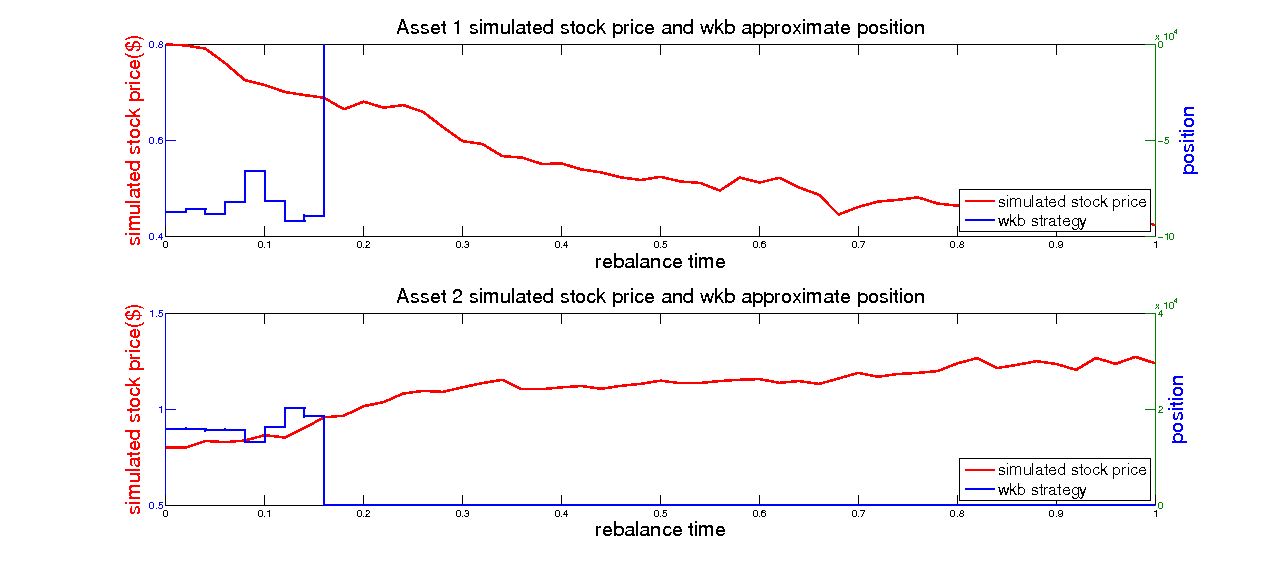 Asset 1 simulated stock price and wkb approximate position
x 10^4
simulated stock price($)
0.8
0.6
0.4
0
-5
-10
position
simulated stock price
wkb strategy
0 0.1 0.2 0.3 0.4 0.5 0.6 0.7 0.8 0.9 1
rebalance time
Asset 2 simulated stock price and wkb approximate position
x 10^4
simulated stock price($)
1.5
1
0.5
4
2
0
position
simulated stock price
wkb strategy
0 0.1 0.2 0.3 0.4 0.5 0.6 0.7 0.8 0.9 1
rebalance time